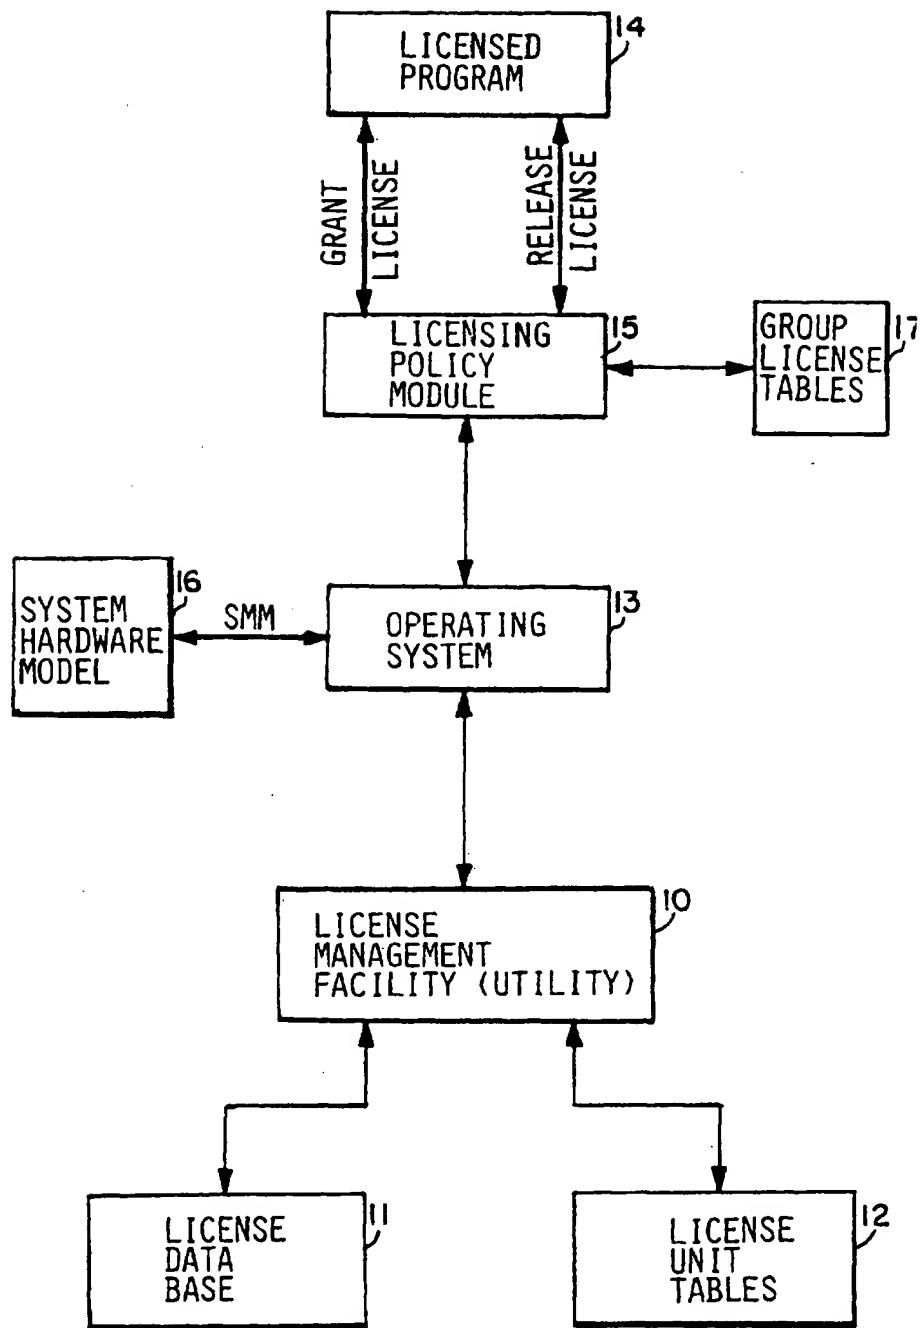 LICENSED
PROGRAM
14
GRANT
LICENSE
RELEASE
LICENSE
LICENSING
POLICY
MODULE
15
GROUP
LICENSE
TABLES
17
SYSTEM
HARDWARE
MODEL
16
SMM
OPERATING
SYSTEM
13
LICENSE
MANAGEMENT
FACILITY (UTILITY)
10
LICENSE
DATA
BASE
11
LICENSE
UNIT
TABLES
12